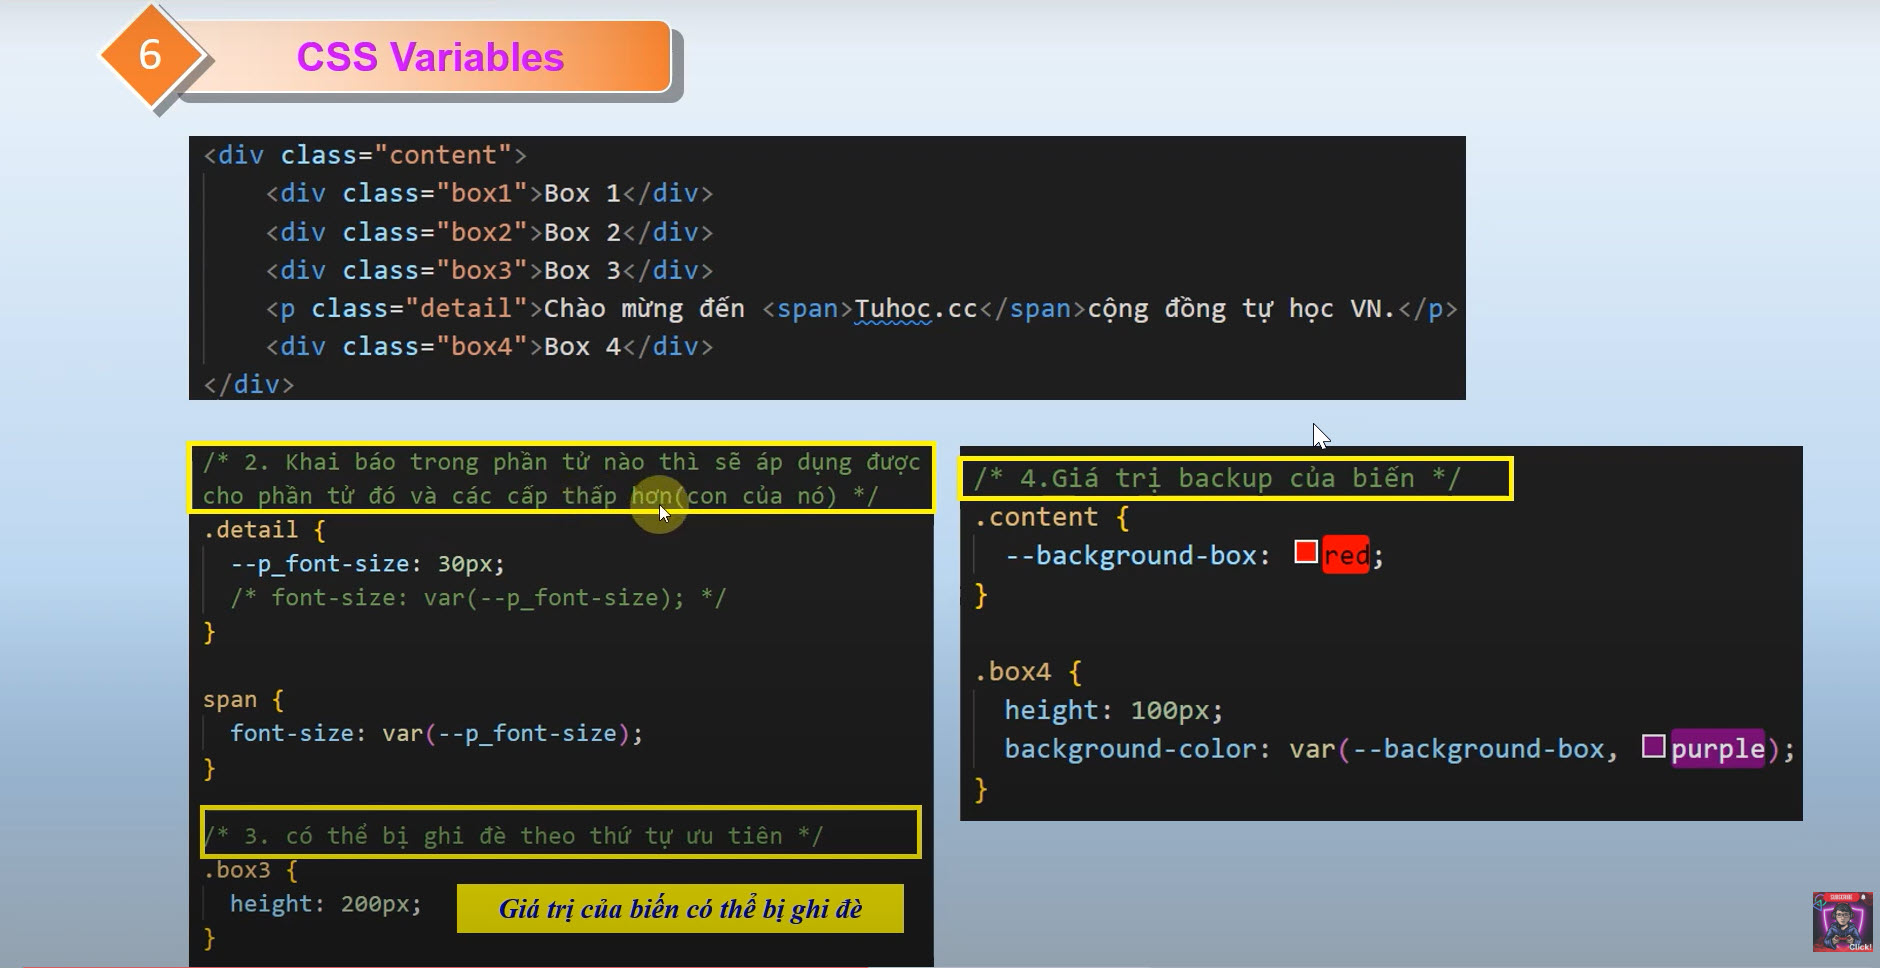 6
CSS Variables
<div class="content">
<div class="box1">Box 1</div>
<div class="box2">Box 2</div>
<div class="box3">Box 3</div>
<p class="detail">Chào mừng đến <span>Tuhoc.cc</span>cộng đồng tự học VN.</p>
<div class="box4">Box 4</div>
</div>
/* 2. Khai báo trong phần tử nào thì sẽ áp dụng được
cho phần tử đó và các cấp thấp hơn(con của nó) */
.detail {
--p_font-size: 30px;
/* font-size: var(--p_font-size); */
}
span {
font-size: var(--p_font-size);
}
/* 3. có thể bị ghi đè theo thứ tự ưu tiên */
.box3 {
height: 200px;
}
Giá trị của biến có thể bị ghi đè
/* 4.Giá trị backup của biến */
.content {
--background-box: red;
}
.box4 {
height: 100px;
background-color: var(--background-box, purple);
}
SUBSCRIBE
Click!